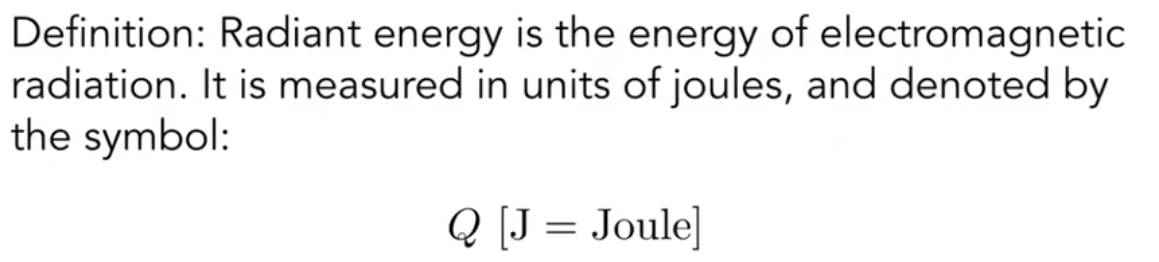 Definition: Radiant energy is the energy of electromagnetic
radiation. It is measured in units of joules, and denoted by
the symbol:
Q [J = Joule]